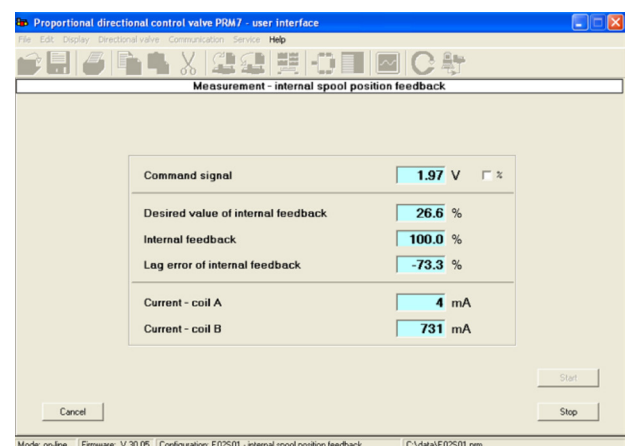 Proportional directional control valve PRM7 - user interface
File Edit Display Directional valve Communication Service Help
Measurement - internal spool position feedback
Command signal 1.97 V %
Desired value of internal feedback 26.6 %
Internal feedback 100.0 %
Lag error of internal feedback -73.3 %
Current - coil A 4 mA
Current - coil B 731 mA
Start
Cancel Stop
Mode: on-line Firmware: V 30.05 Configuration: E02S01 - internal spool position feedback C:\data\E02S01.prm